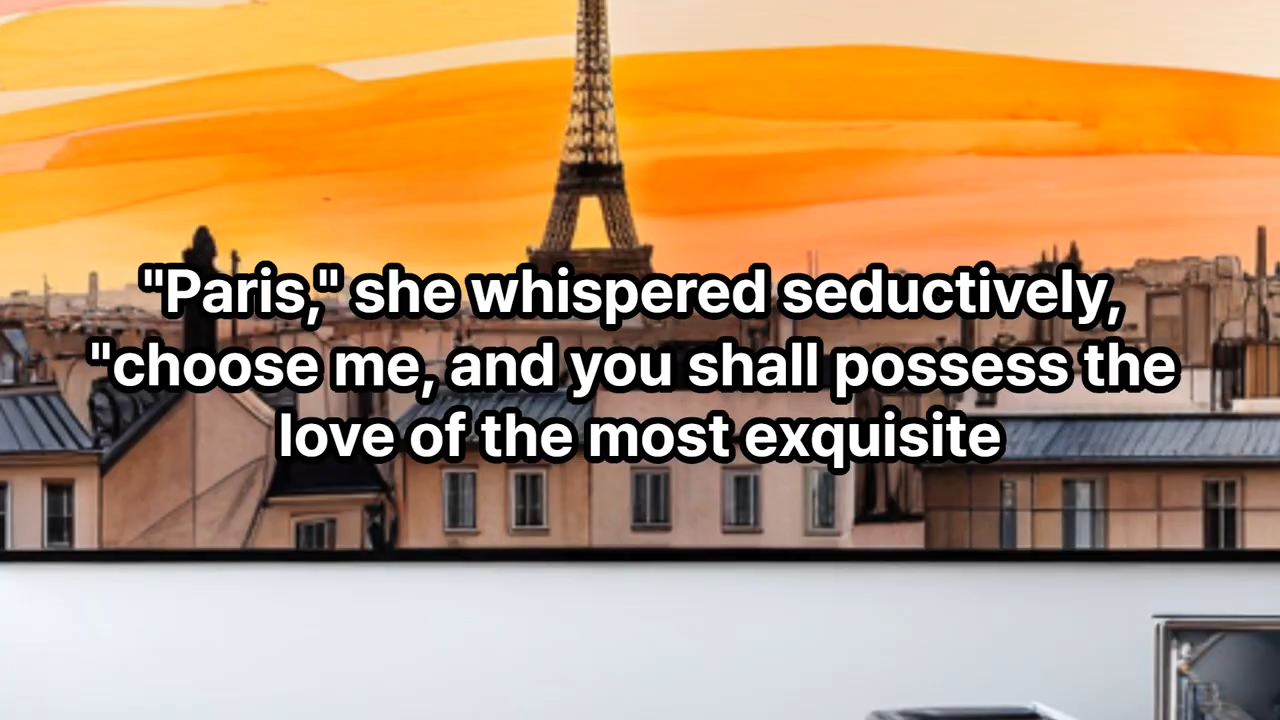 "Paris," she whispered seductively,
"choose me, and you shall possess the
love of the most exquisite